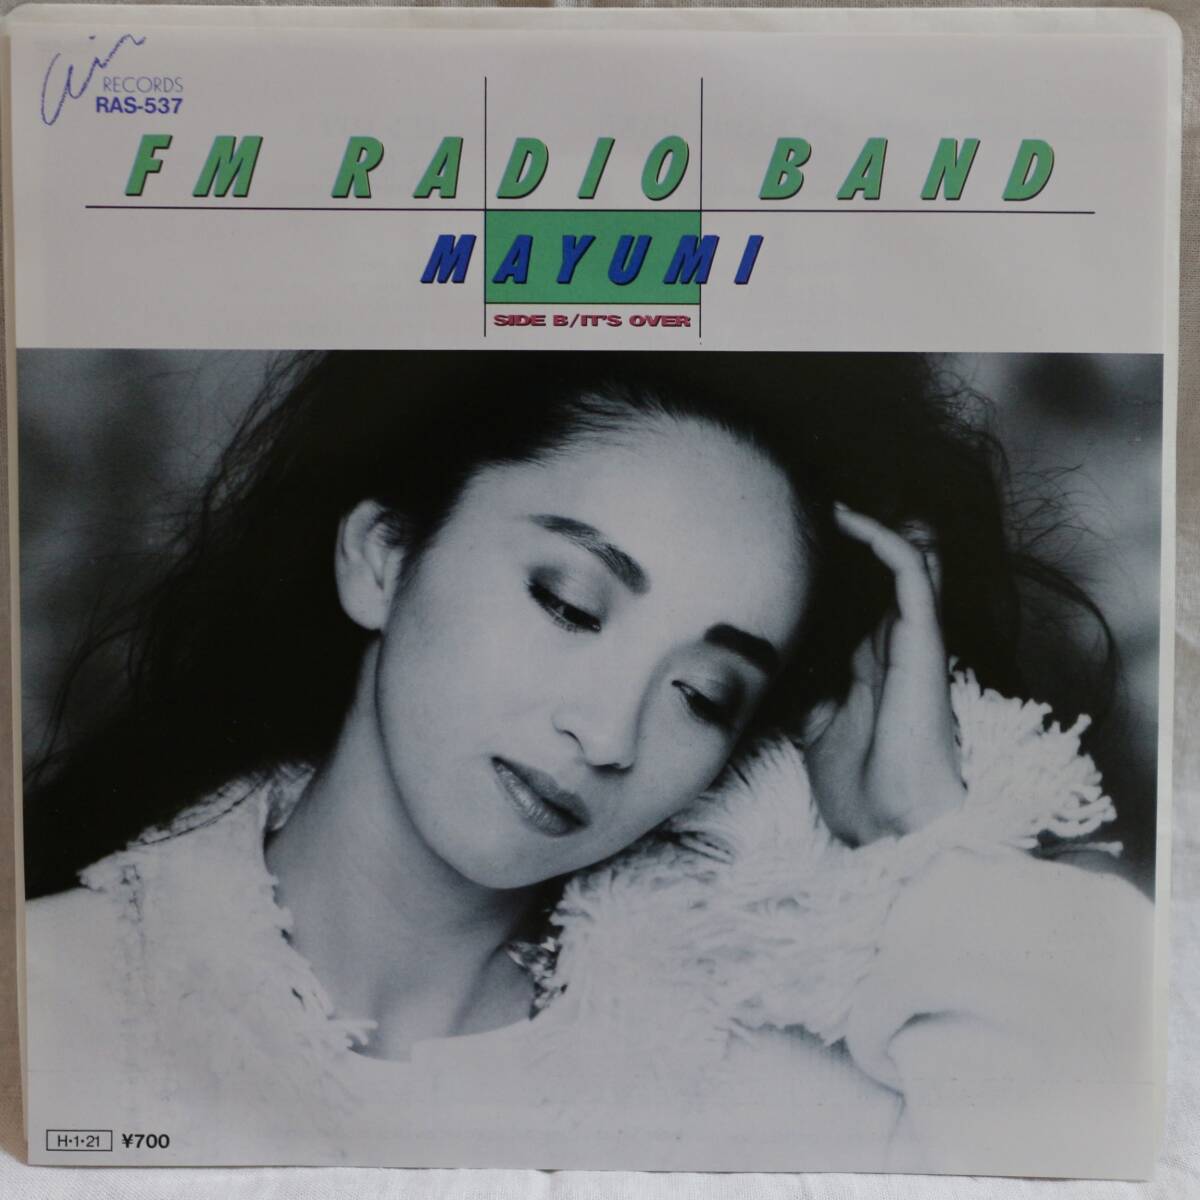 Air RECORDS
RAS-537
FM RADIO BAND
MAYUMI
SIDE B/IT'S OVER
H•1•21 ¥700